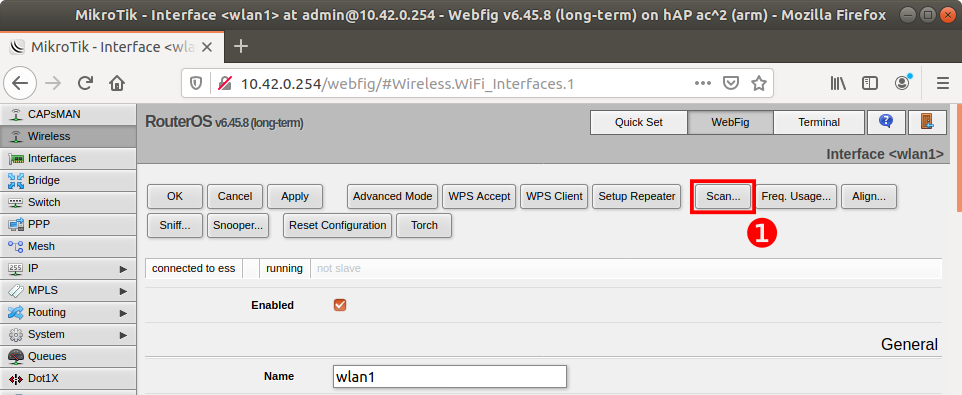 MikroTik - Interface <wlan1> at admin@10.42.0.254 - Webfig v6.45.8 (long-term) on hAP ac^2 (arm) - Mozilla Firefox
MikroTik - Interface <wla
10.42.0.254/webfig/#Wireless.WiFi_Interfaces.1
CAPsMAN
Wireless
Interfaces
Bridge
Switch
PPP
Mesh
IP
MPLS
Routing
System
Queues
Dot1X
RouterOS v6.45.8 (long-term)
Quick Set WebFig Terminal
Interface <wlan1>
OK Cancel Apply Advanced Mode WPS Accept WPS Client Setup Repeater Scan... Freq. Usage... Align...
1
Sniff... Snooper... Reset Configuration Torch
connected to ess running not slave
Enabled
General
Name wlan1